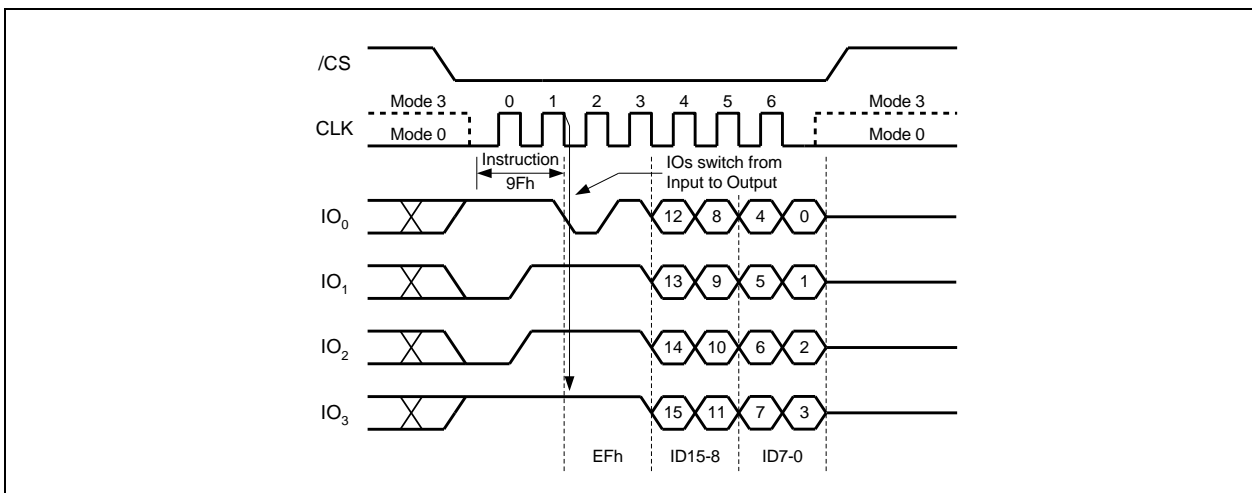 /CS
Mode 3 0 1 2 3 4 5 6 Mode 3
CLK
Mode 0 Mode 0
Instruction
9Fh
IOs switch from
Input to Output
IO0 12 8 4 0
IO1 13 9 5 1
IO2 14 10 6 2
IO3 15 11 7 3
EFh ID15-8 ID7-0